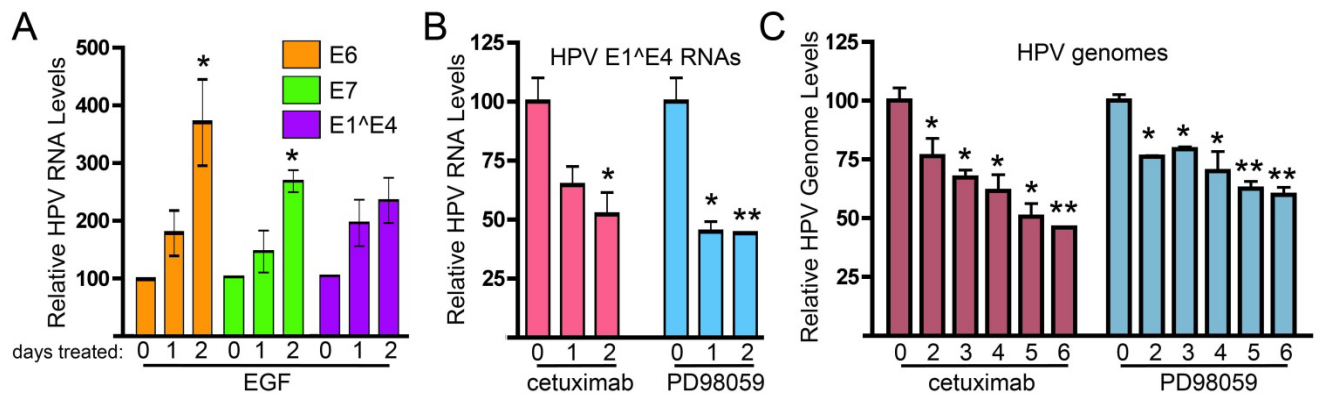 A
Relative HPV RNA Levels
500
400
300
200
100
E6
E7
E1^E4
*
*
days treated: 0 1 2 0 1 2 0 1 2
EGF
B
Relative HPV RNA Levels
HPV E1^E4 RNAs
125
100
75
50
25
*
*
**
0 1 2 0 1 2
cetuximab PD98059
C
Relative HPV Genome Levels
HPV genomes
125
100
75
50
25
* * * * **
* * * ** **
0 2 3 4 5 6 0 2 3 4 5 6
cetuximab PD98059